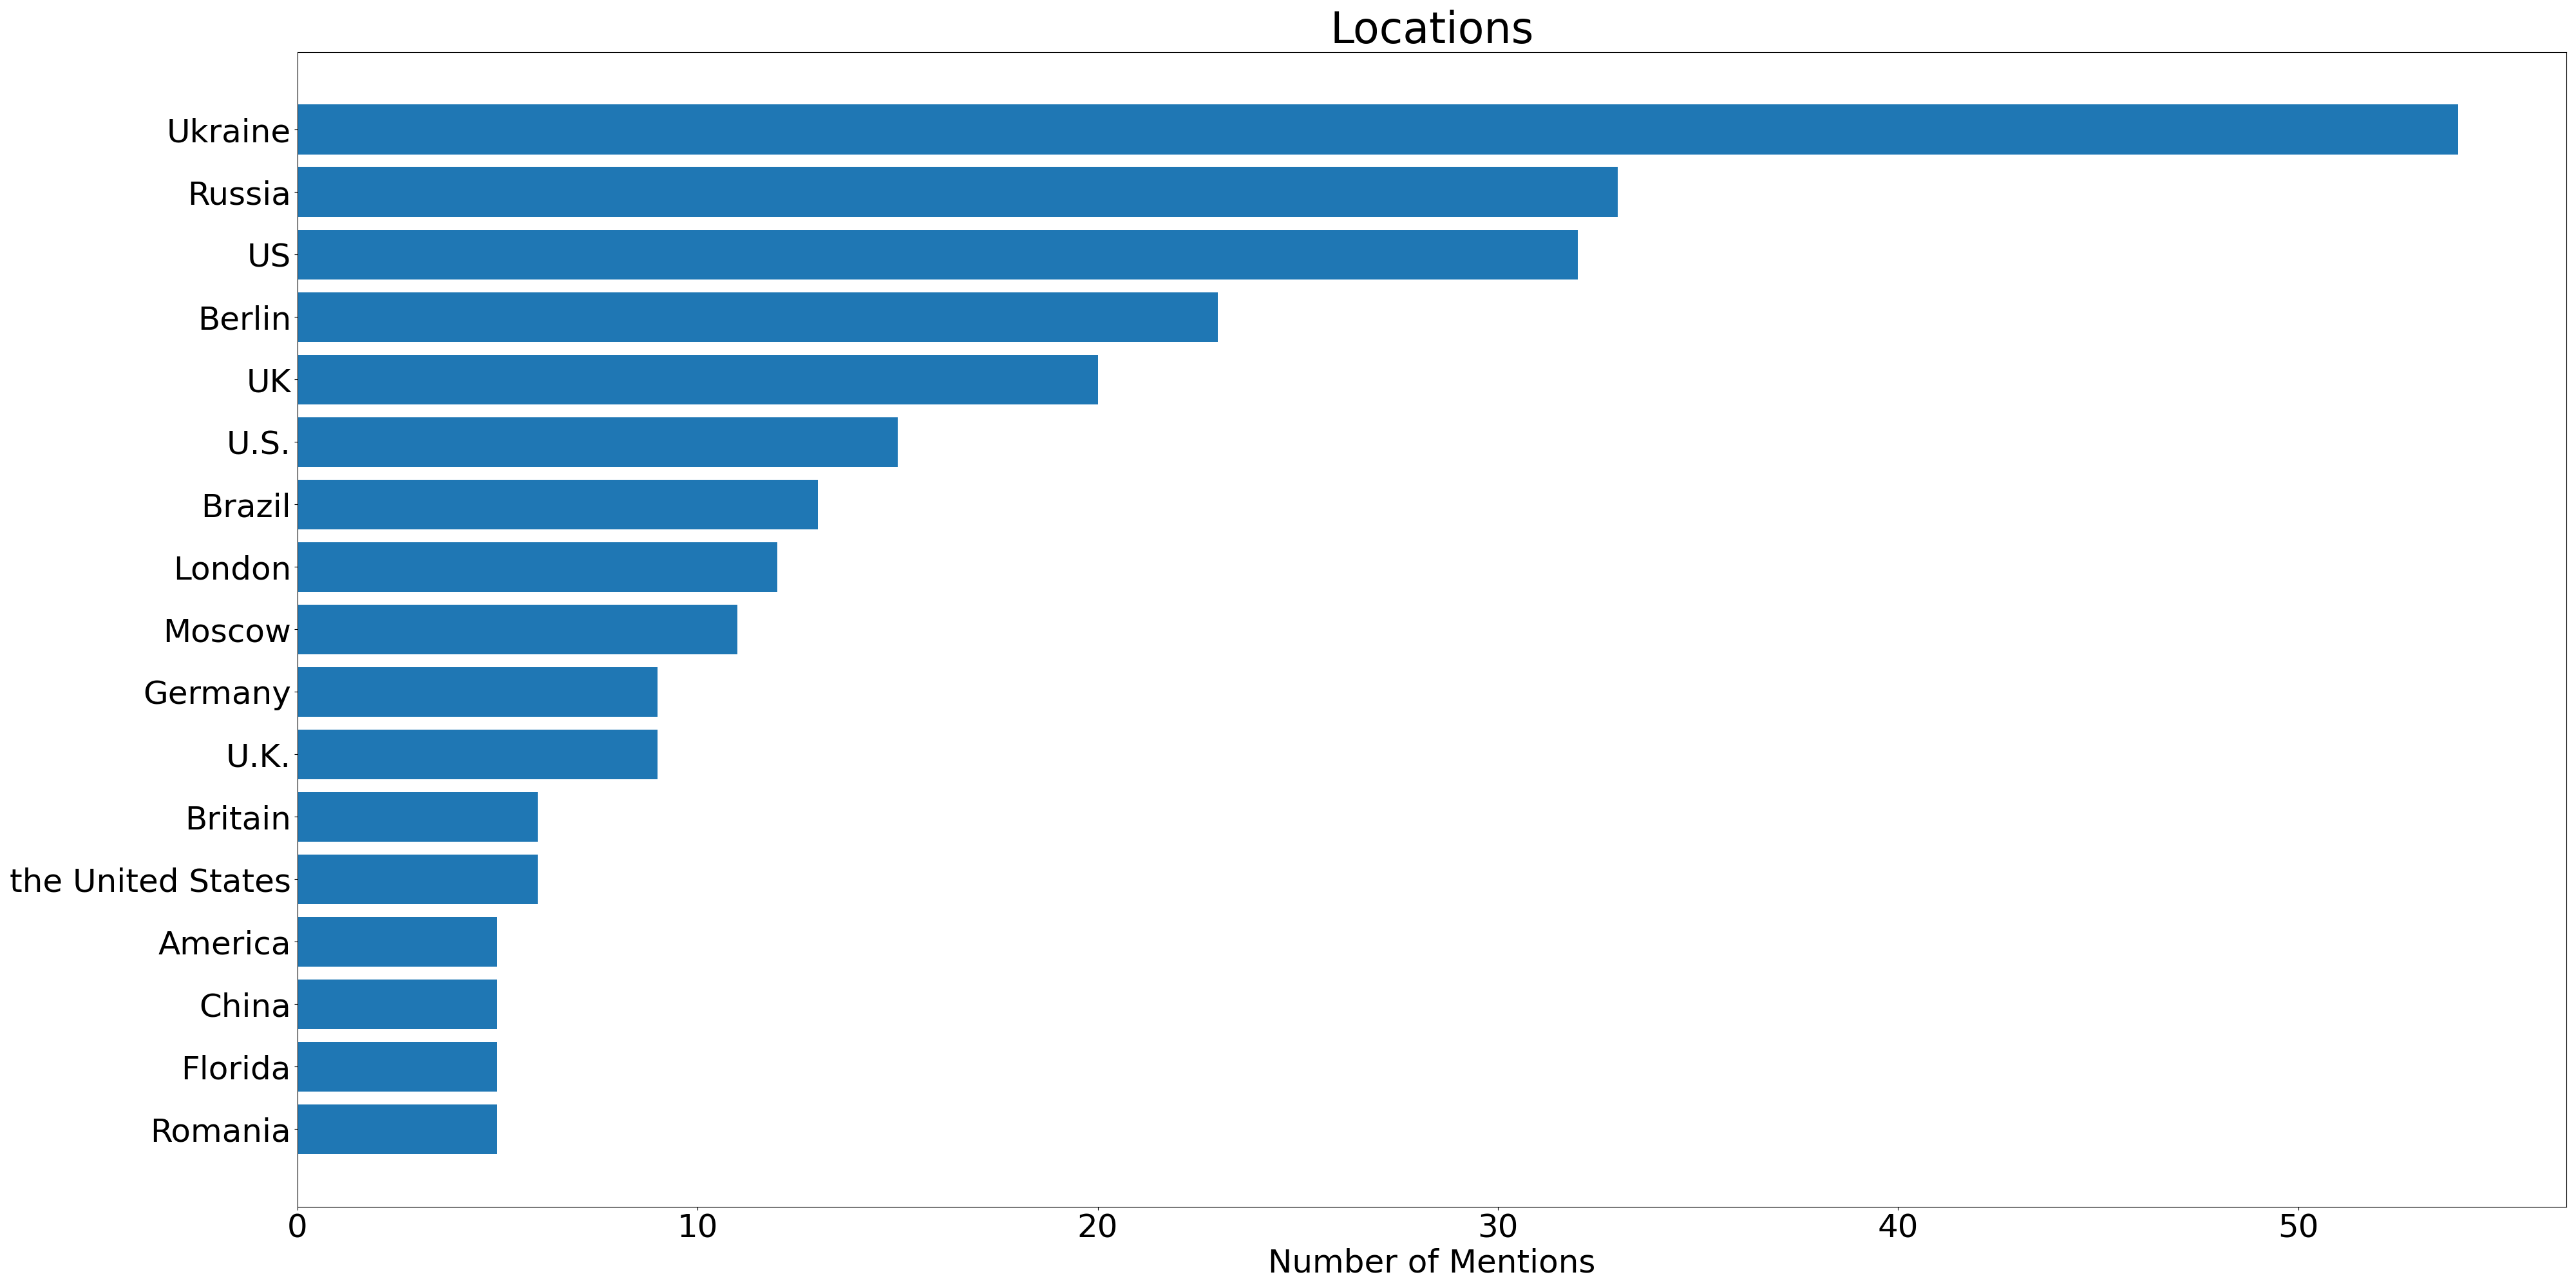 Locations
Ukraine
Russia
US
Berlin
UK
U.S.
Brazil
London
Moscow
Germany
U.K.
Britain
the United States
America
China
Florida
Romania
0 10 20 30 40 50
Number of Mentions